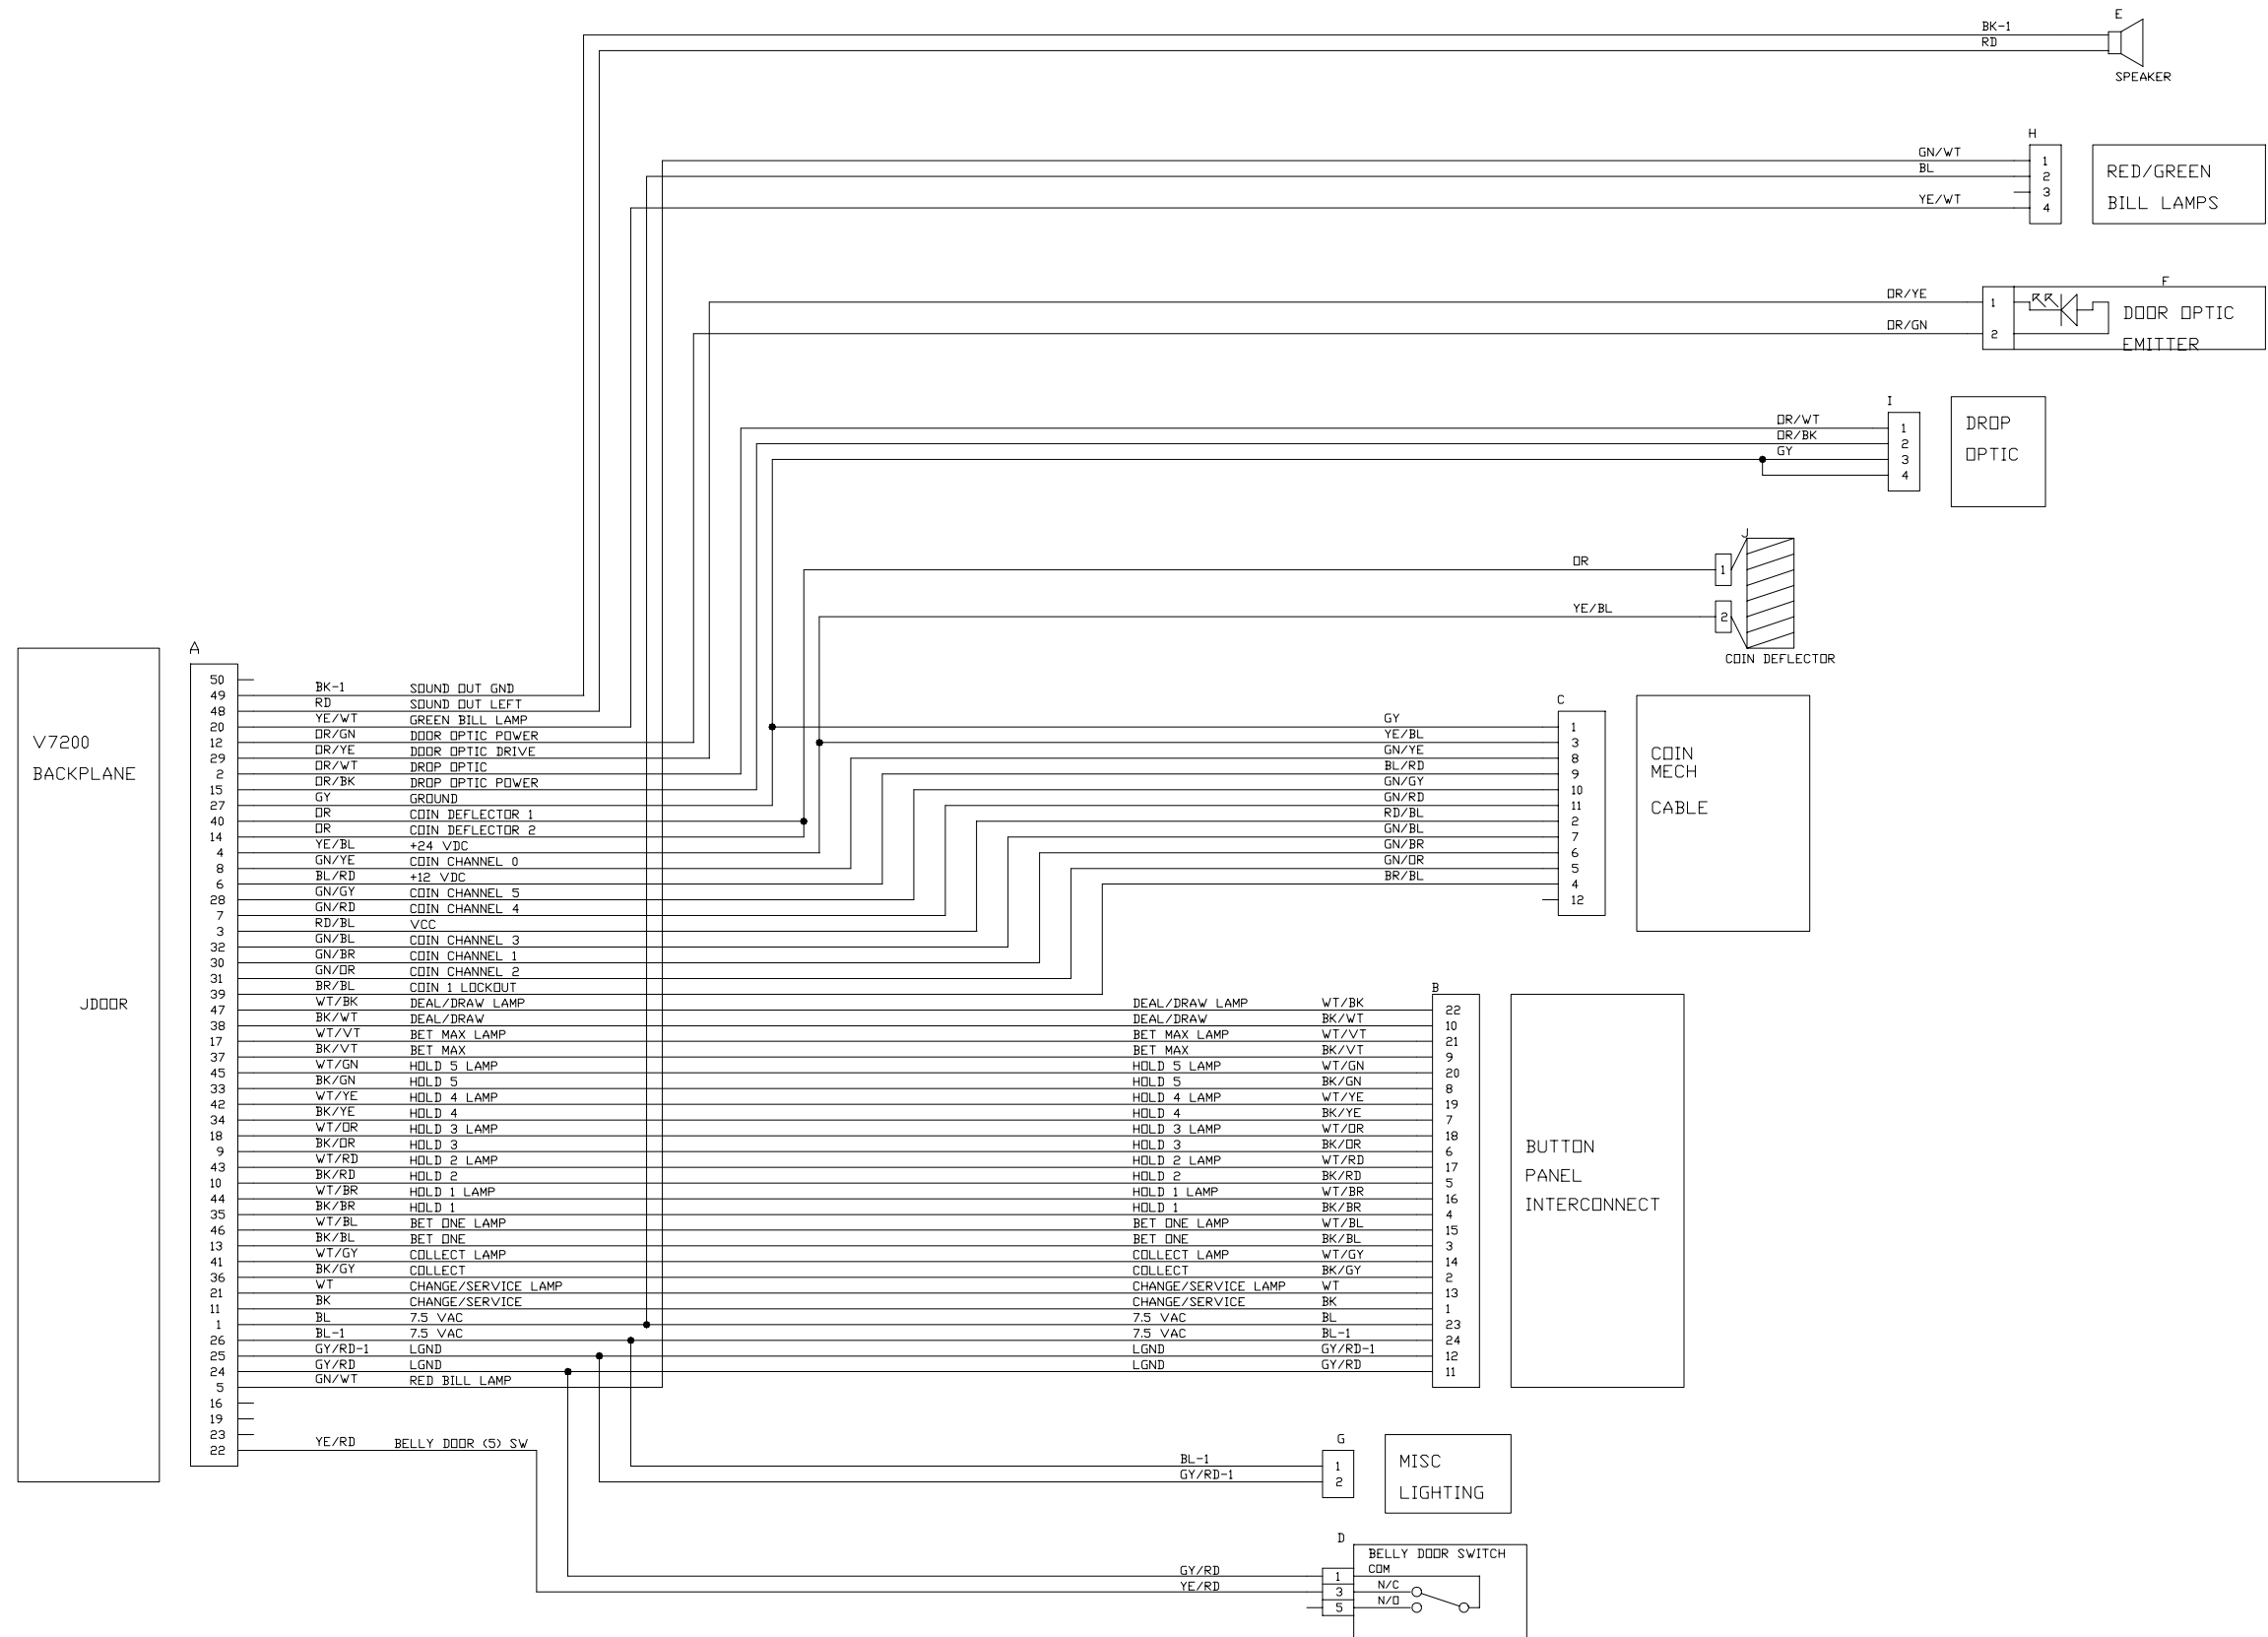 E
BK-1
RD
SPEAKER
H
GN/WT 1
BL 2
3
YE/WT 4
RED/GREEN
BILL LAMPS
F
OR/YE 1
OR/GN 2
DOOR OPTIC
EMITTER
I
OR/WT 1
OR/BK 2
GY 3
4
DROP
OPTIC
J
OR 1
YE/BL 2
COIN DEFLECTOR
V7200
BACKPLANE
JDOOR
A
50
49 BK-1 SOUND OUT GND
48 RD SOUND OUT LEFT
20 YE/WT GREEN BILL LAMP
12 OR/GN DOOR OPTIC POWER
29 OR/YE DOOR OPTIC DRIVE
2 OR/WT DROP OPTIC
15 OR/BK DROP OPTIC POWER
27 GY GROUND
40 OR COIN DEFLECTOR 1
14 OR COIN DEFLECTOR 2
4 YE/BL +24 VDC
8 GN/YE COIN CHANNEL 0
6 BL/RD +12 VDC
28 GN/GY COIN CHANNEL 5
7 GN/RD COIN CHANNEL 4
3 RD/BL VCC
32 GN/BL COIN CHANNEL 3
30 GN/BR COIN CHANNEL 1
31 GN/OR COIN CHANNEL 2
39 BR/BL COIN 1 LOCKOUT
C
GY 1
YE/BL 3
GN/YE 8
BL/RD 9
GN/GY 10
GN/RD 11
RD/BL 2
GN/BL 7
GN/BR 6
GN/OR 5
BR/BL 4
12
COIN
MECH
CABLE
B
47 WT/BK DEAL/DRAW LAMP DEAL/DRAW LAMP WT/BK 22
38 BK/WT DEAL/DRAW DEAL/DRAW BK/WT 10
17 WT/VT BET MAX LAMP BET MAX LAMP WT/VT 21
37 BK/VT BET MAX BET MAX BK/VT 9
45 WT/GN HOLD 5 LAMP HOLD 5 LAMP WT/GN 20
33 BK/GN HOLD 5 HOLD 5 BK/GN 8
42 WT/YE HOLD 4 LAMP HOLD 4 LAMP WT/YE 19
34 BK/YE HOLD 4 HOLD 4 BK/YE 7
18 WT/OR HOLD 3 LAMP HOLD 3 LAMP WT/OR 18
9 BK/OR HOLD 3 HOLD 3 BK/OR 6
43 WT/RD HOLD 2 LAMP HOLD 2 LAMP WT/RD 17
10 BK/RD HOLD 2 HOLD 2 BK/RD 5
44 WT/BR HOLD 1 LAMP HOLD 1 LAMP WT/BR 16
35 BK/BR HOLD 1 HOLD 1 BK/BR 4
46 WT/BL BET ONE LAMP BET ONE LAMP WT/BL 15
13 BK/BL BET ONE BET ONE BK/BL 3
41 WT/GY COLLECT LAMP COLLECT LAMP WT/GY 14
36 BK/GY COLLECT COLLECT BK/GY 2
21 WT CHANGE/SERVICE LAMP CHANGE/SERVICE LAMP WT 13
11 BK CHANGE/SERVICE CHANGE/SERVICE BK 1
1 BL 7.5 VAC 7.5 VAC BL 23
26 BL-1 7.5 VAC 7.5 VAC BL-1 24
25 GY/RD-1 LGND LGND GY/RD-1 12
24 GY/RD LGND LGND GY/RD 11
5 GN/WT RED BILL LAMP
16
19
23
22 YE/RD BELLY DOOR (5) SW
BUTTON
PANEL
INTERCONNECT
G
BL-1 1
GY/RD-1 2
MISC
LIGHTING
D
BELLY DOOR SWITCH
GY/RD 1 COM
YE/RD 3 N/C
5 N/O